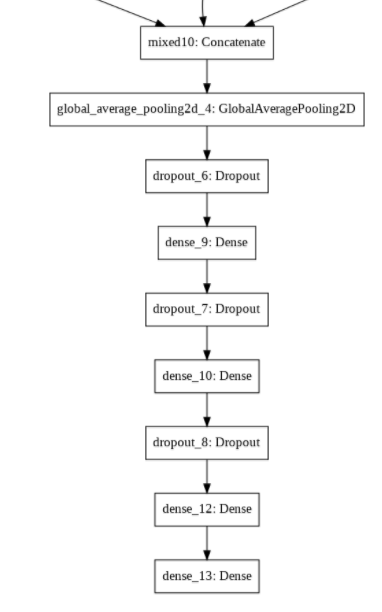 mixed10: Concatenate
global_average_pooling2d_4: GlobalAveragePooling2D
dropout_6: Dropout
dense_9: Dense
dropout_7: Dropout
dense_10: Dense
dropout_8: Dropout
dense_12: Dense
dense_13: Dense